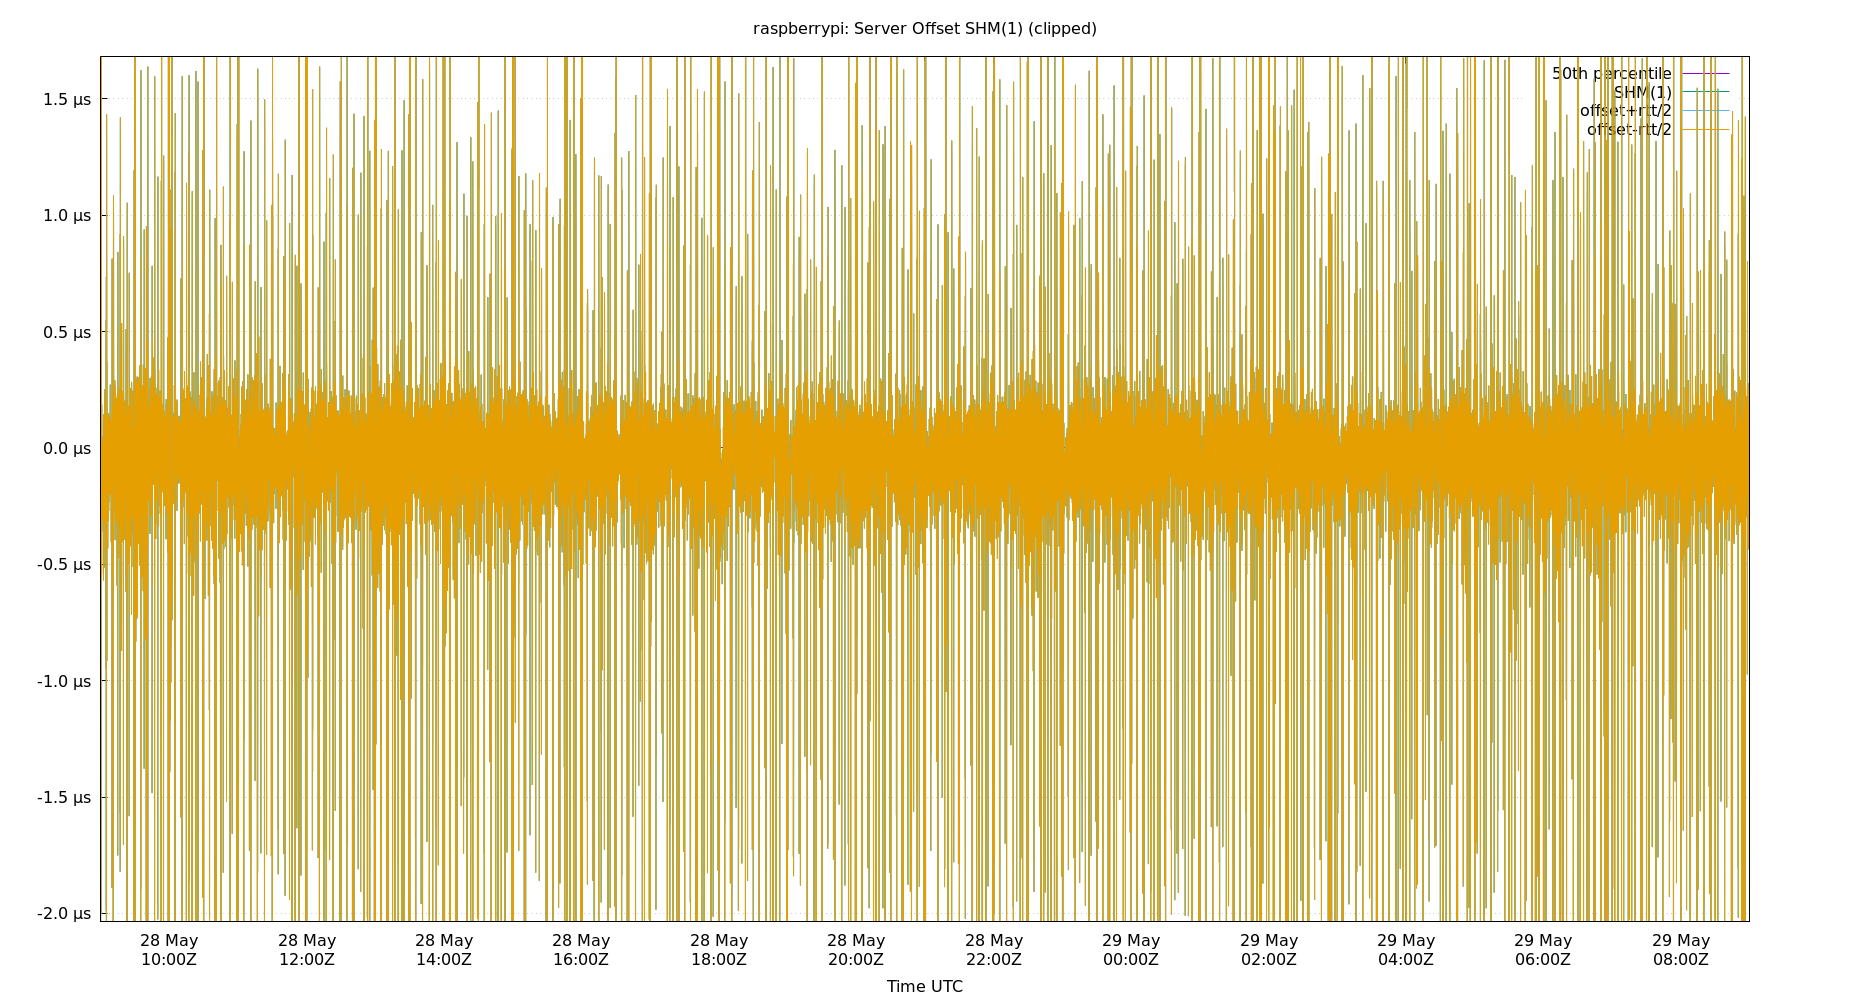 raspberrypi: Server Offset SHM(1) (clipped)
50th percentile
SHM(1)
offset+rtt/2
offset-rtt/2
1.5 µs
1.0 µs
0.5 µs
0.0 µs
-0.5 µs
-1.0 µs
-1.5 µs
-2.0 µs
28 May 28 May 28 May 28 May 28 May 28 May 28 May 29 May 29 May 29 May 29 May 29 May
10:00Z 12:00Z 14:00Z 16:00Z 18:00Z 20:00Z 22:00Z 00:00Z 02:00Z 04:00Z 06:00Z 08:00Z
Time UTC